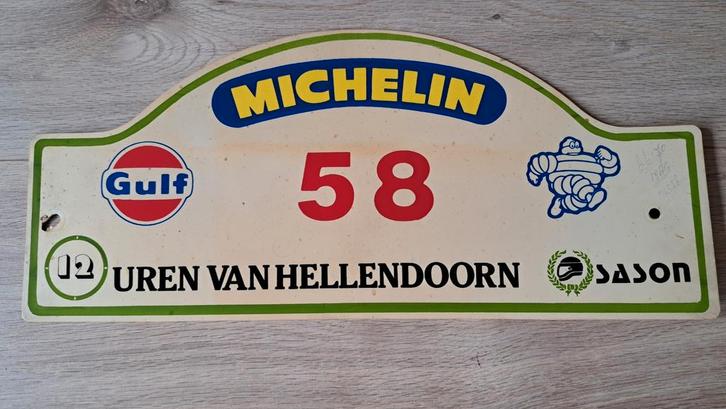 MICHELIN
Gulf
58
12 UREN VAN HELLENDOORN
SASON